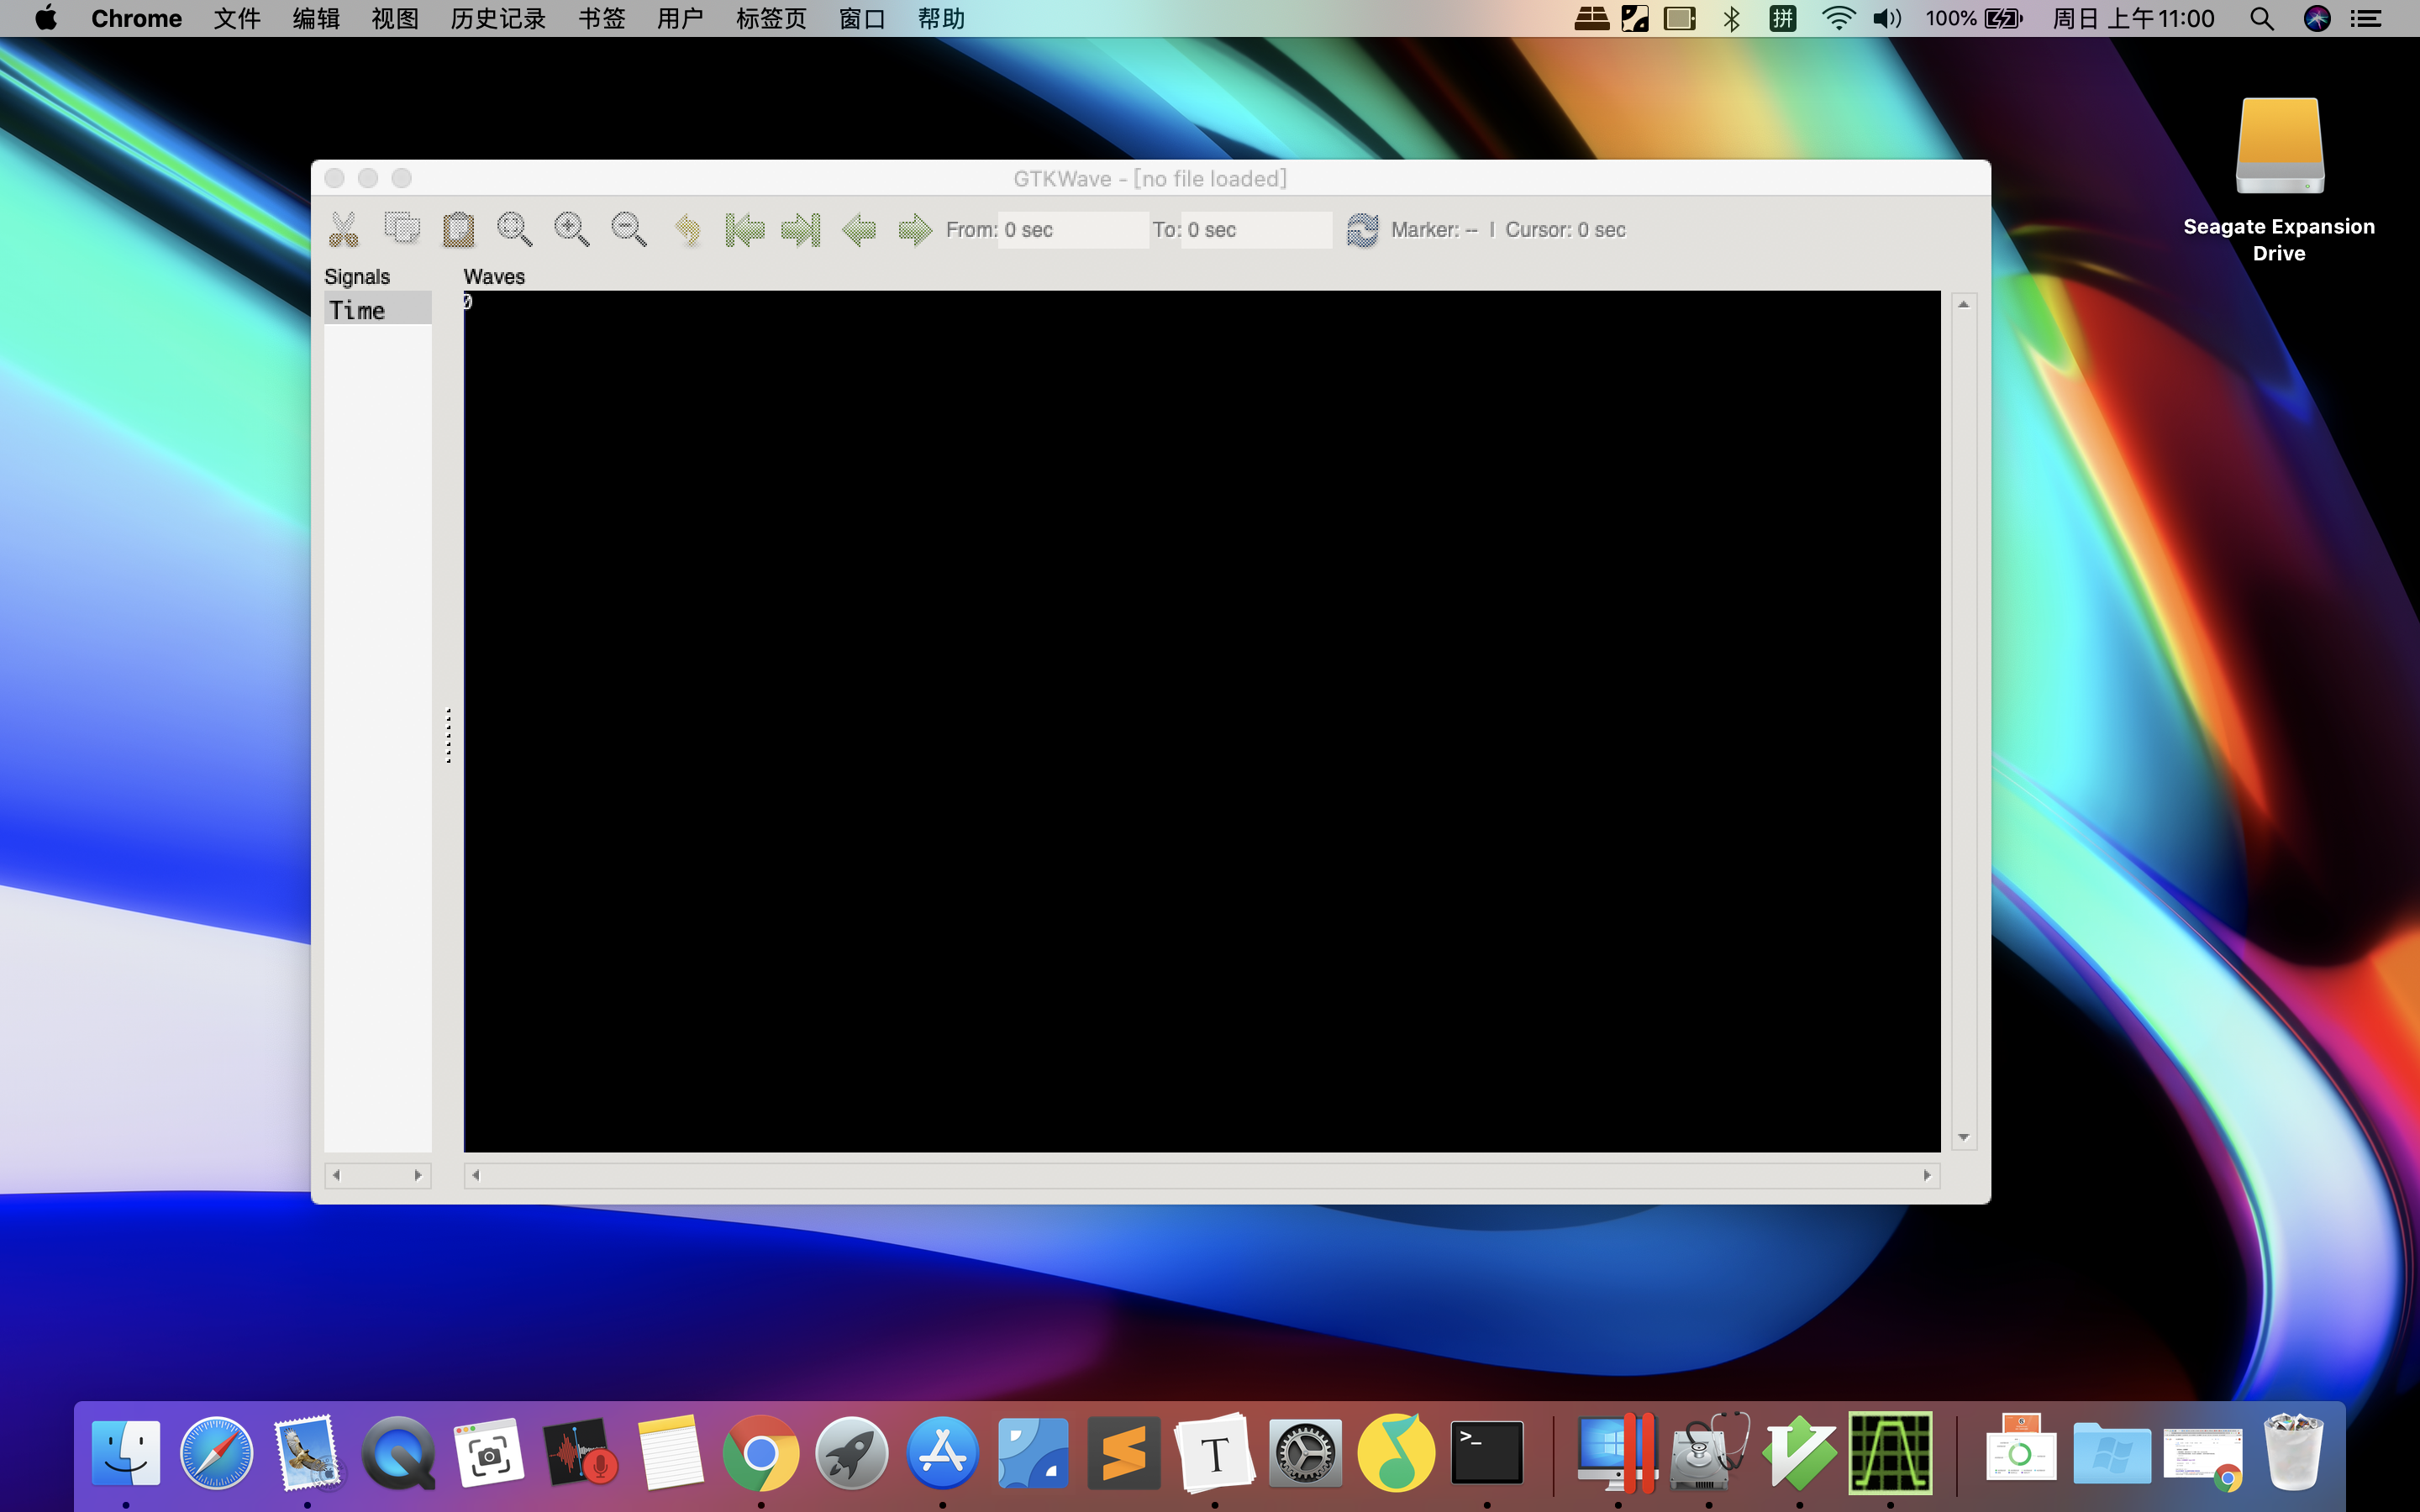 Chrome 文件 编辑 视图 历史记录 书签 用户 标签页 窗口 帮助 拼 100% 周日 上午11:00
Seagate Expansion
Drive
GTKWave - [no file loaded]
From: 0 sec To: 0 sec Marker: -- | Cursor: 0 sec
Signals Waves
Time 0
T >_